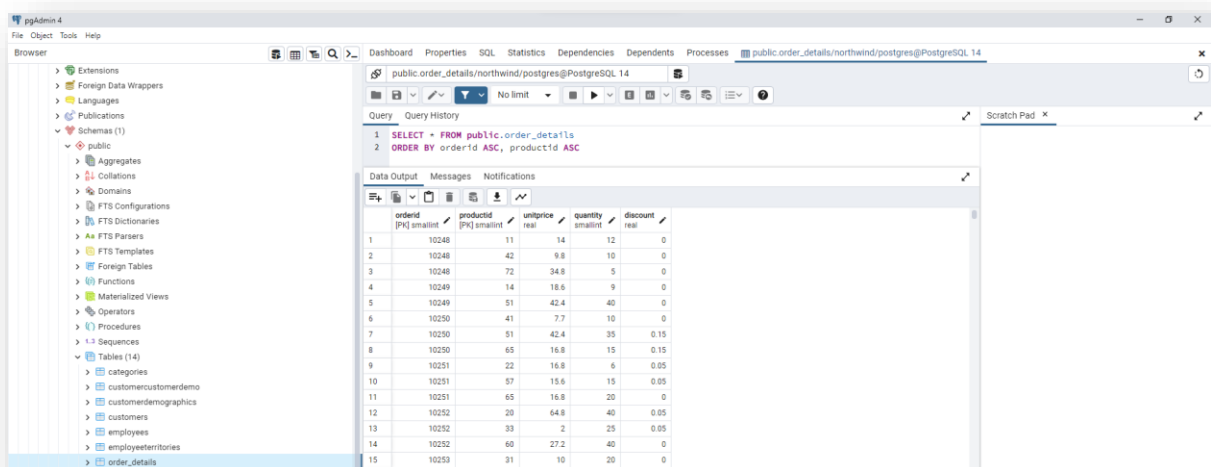 pgAdmin 4
File Object Tools Help
Browser
Dashboard Properties SQL Statistics Dependencies Dependents Processes public.order_details/northwind/postgres@PostgreSQL 14
Extensions
Foreign Data Wrappers
Languages
Publications
Schemas (1)
public
Aggregates
Collations
Domains
FTS Configurations
FTS Dictionaries
FTS Parsers
FTS Templates
Foreign Tables
Functions
Materialized Views
Operators
Procedures
1..3 Sequences
Tables (14)
categories
customercustomerdemo
customerdemographics
customers
employees
employeeterritories
order_details
public.order_details/northwind/postgres@PostgreSQL 14
No limit
Query Query History
Scratch Pad
1 SELECT * FROM public.order_details
2 ORDER BY orderid ASC, productid ASC
Data Output Messages Notifications
orderid productid unitprice quantity discount
[PK] smallint [PK] smallint real smallint real
1 10248 11 14 12 0
2 10248 42 9.8 10 0
3 10248 72 34.8 5 0
4 10249 14 18.6 9 0
5 10249 51 42.4 40 0
6 10250 41 7.7 10 0
7 10250 51 42.4 35 0.15
8 10250 65 16.8 15 0.15
9 10251 22 16.8 6 0.05
10 10251 57 15.6 15 0.05
11 10251 65 16.8 20 0
12 10252 20 64.8 40 0.05
13 10252 33 2 25 0.05
14 10252 60 27.2 40 0
15 10253 31 10 20 0